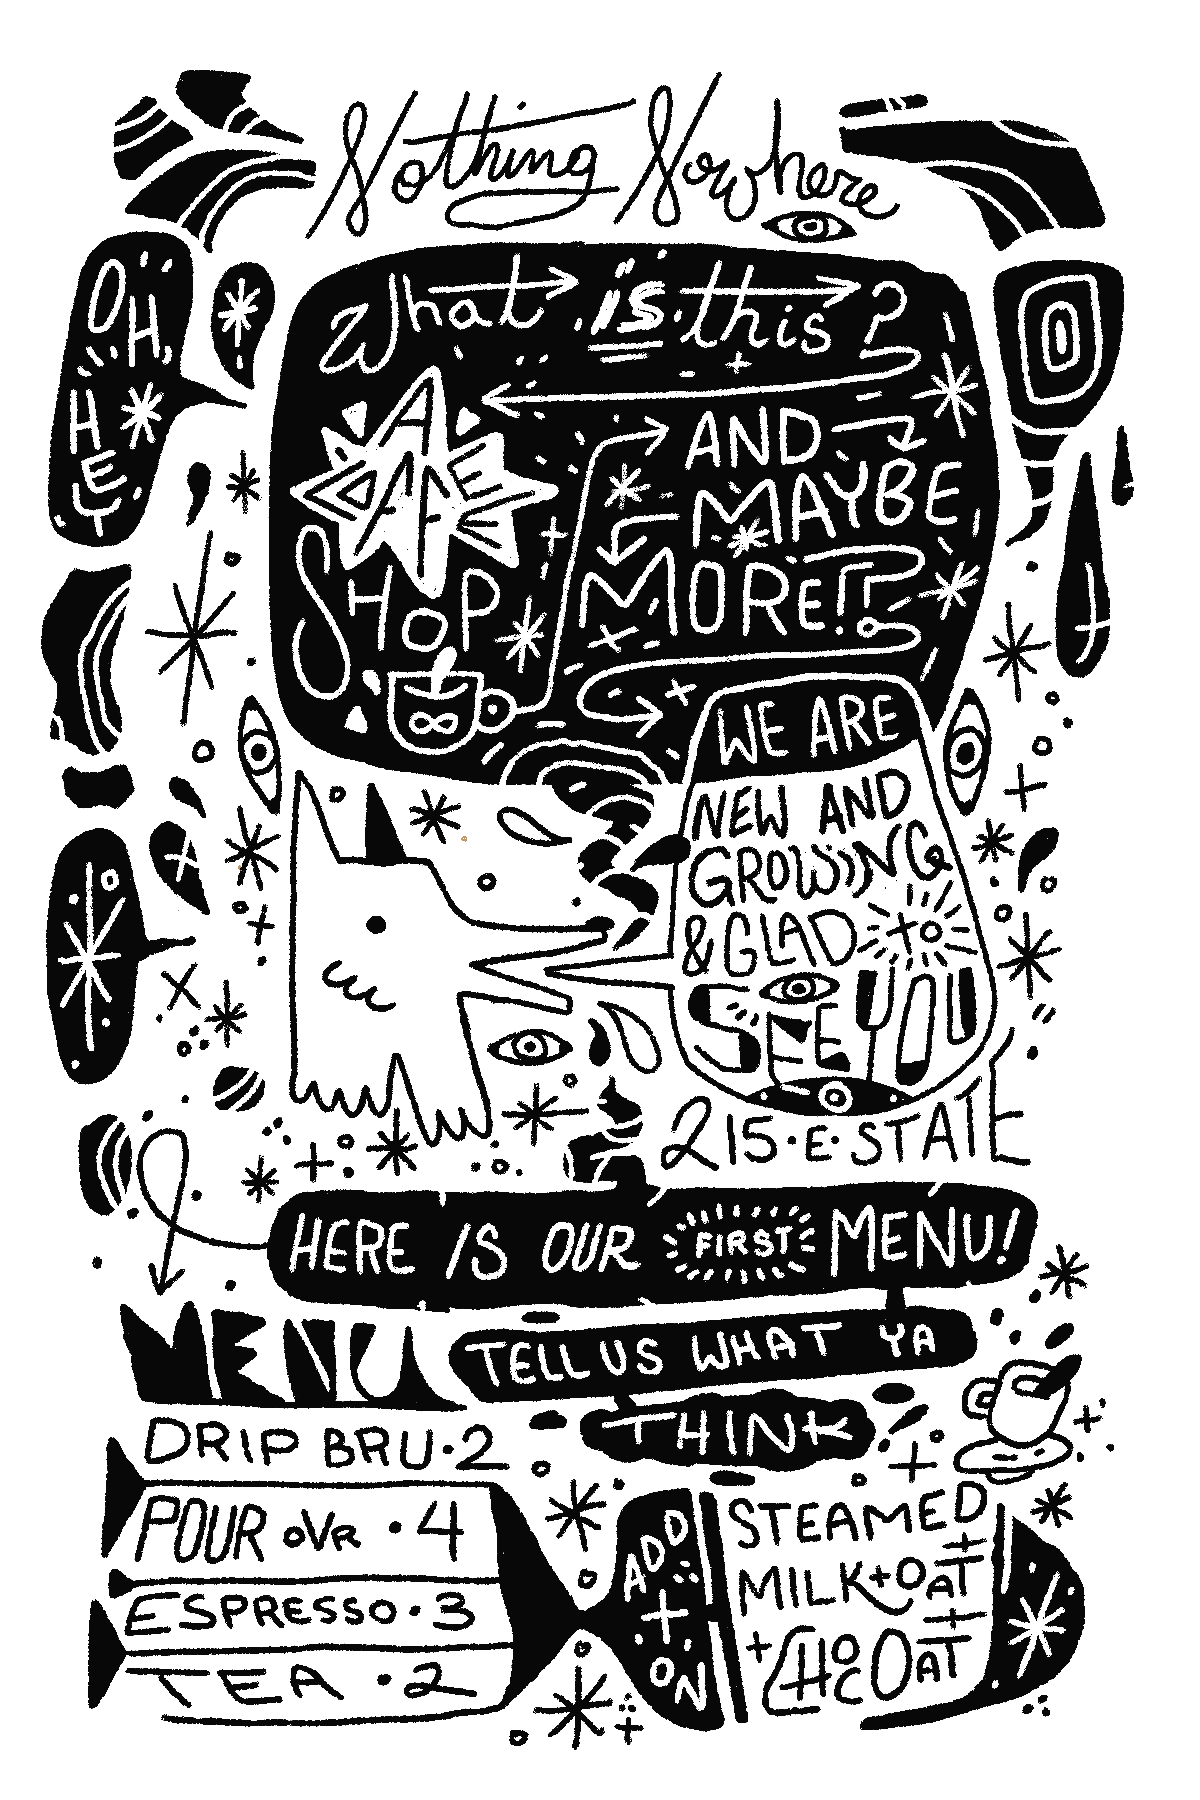 Nothing Nowhere
OH
HEY
What is this?
A
CAFE
SHOP
AND
MAYBE
MORE!?
WE ARE
NEW AND
GROWING
& GLAD TO
SEE YOU
215·E·STATE
HERE IS OUR FIRST MENU!
MENU
TELL US WHAT YA
THINK
DRIP BRU·2
POUR OVR·4
ESPRESSO·3
TEA·2
ADD
+
ON
STEAMED
MILK+OAT
+CHOCOAT